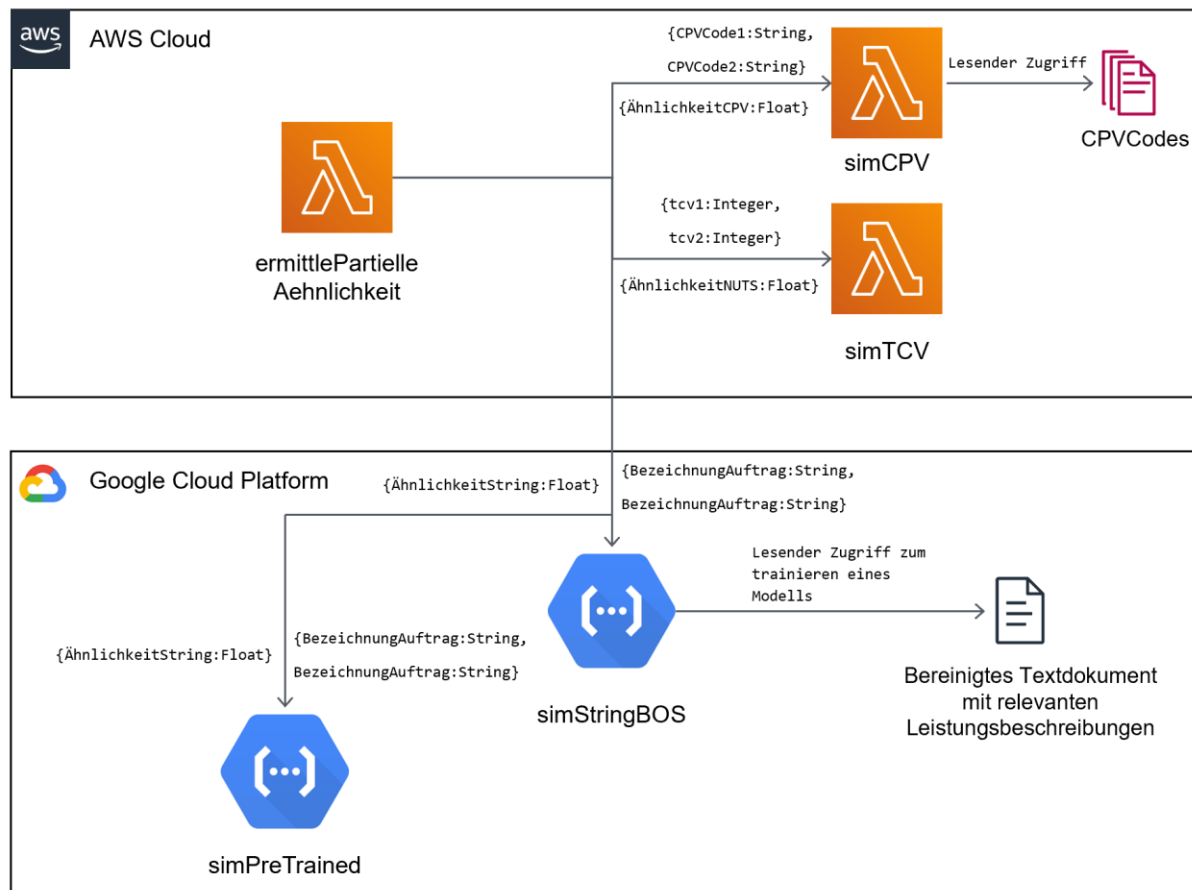 aws
AWS Cloud
{CPVCode1:String,
CPVCode2:String}
{ÄhnlichkeitCPV:Float}
simCPV
Lesender Zugriff
CPVCodes
ermittlePartielle
Aehnlichkeit
{tcv1:Integer,
tcv2:Integer}
{ÄhnlichkeitNUTS:Float}
simTCV
Google Cloud Platform
{ÄhnlichkeitString:Float}
{BezeichnungAuftrag:String,
BezeichnungAuftrag:String}
Lesender Zugriff zum
trainieren eines
Modells
simStringBOS
Bereinigtes Textdokument
mit relevanten
Leistungsbeschreibungen
{ÄhnlichkeitString:Float}
{BezeichnungAuftrag:String,
BezeichnungAuftrag:String}
simPreTrained